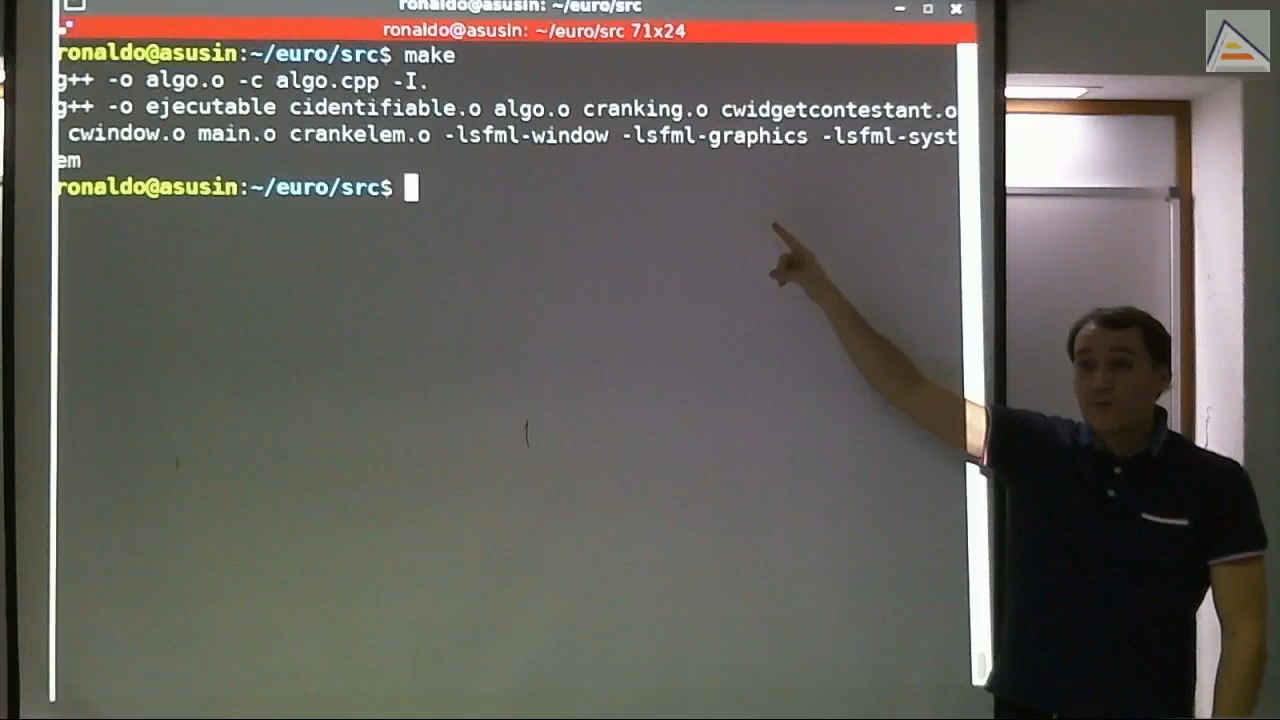 ronaldo@asusin: ~/euro/src
ronaldo@asusin: ~/euro/src 71x24
ronaldo@asusin:~/euro/src$ make
g++ -o algo.o -c algo.cpp -I.
g++ -o ejecutable cidentifiable.o algo.o cranking.o cwidgetcontestant.o
cwindow.o main.o crankelem.o -lsfml-window -lsfml-graphics -lsfml-syst
em
ronaldo@asusin:~/euro/src$